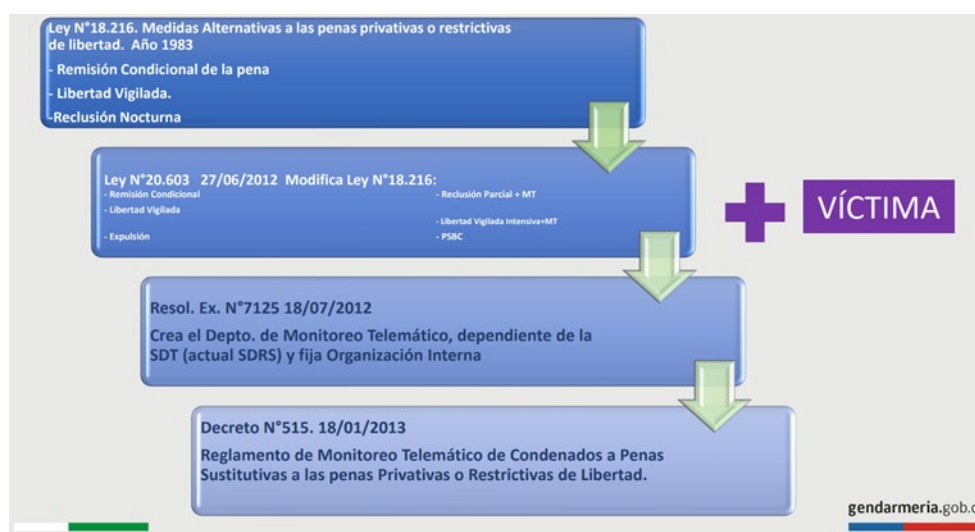 Ley N°18.216. Medidas Alternativas a las penas privativas o restrictivas
de libertad. Año 1983
- Remisión Condicional de la pena
- Libertad Vigilada.
-Reclusión Nocturna
Ley N°20.603 27/06/2012 Modifica Ley N°18.216:
- Remisión Condicional
- Libertad Vigilada
- Expulsión
- Reclusión Parcial + MT
- Libertad Vigilada Intensiva+MT
- PSBC
VÍCTIMA
Resol. Ex. N°7125 18/07/2012
Crea el Depto. de Monitoreo Telemático, dependiente de la
SDT (actual SDRS) y fija Organización Interna
Decreto N°515. 18/01/2013
Reglamento de Monitoreo Telemático de Condenados a Penas
Sustitutivas a las penas Privativas o Restrictivas de Libertad.
gendarmeria.gob.c